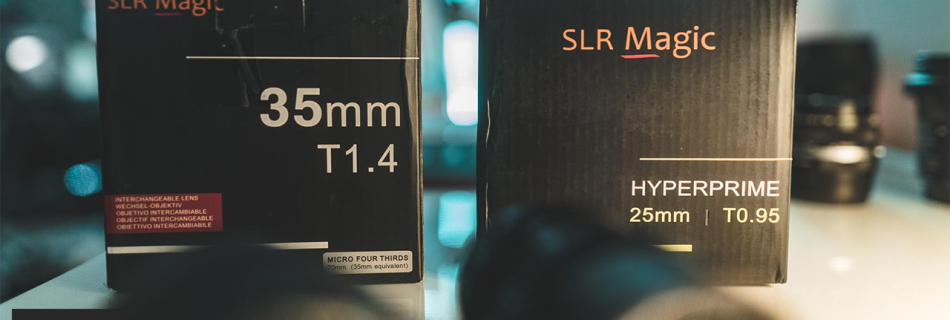 SLR Magic
35mm
T1.4
INTERCHANGEABLE LENS
WECHSEL-OBJEKTIV
OBJETIVO INTERCAMBIABLE
OBJECTIF INTERCHANGEABLE
OBIETTIVO INTERCAMBIABILE
MICRO FOUR THIRDS
70mm (35mm equivalent)
SLR Magic
HYPERPRIME
25mm | T0.95